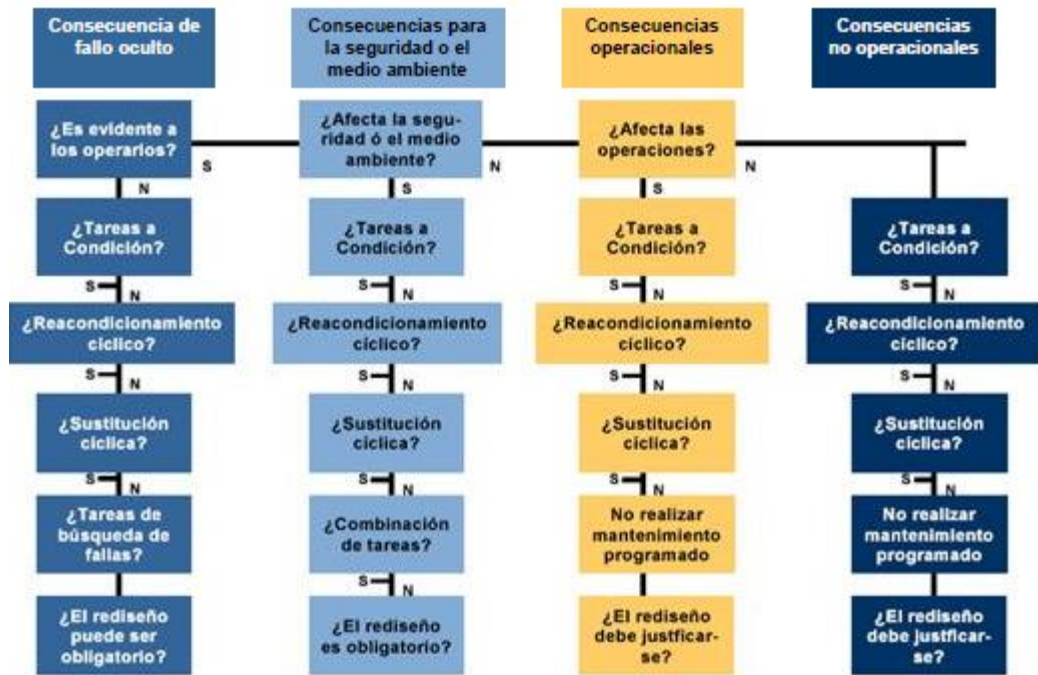 Consecuencia de
fallo oculto
Consecuencias para
la seguridad o el
medio ambiente
Consecuencias
operacionales
Consecuencias
no operacionales
¿Es evidente a
los operarios?
S
N
¿Afecta la segu-
ridad ó el medio
ambiente?
N
S
¿Afecta las
operaciones?
N
S
¿Tareas a
Condición?
S
N
¿Tareas a
Condición?
S
N
¿Tareas a
Condición?
S
N
¿Tareas a
Condición?
S
N
¿Reacondicionamiento
cíclico?
S
N
¿Reacondicionamiento
cíclico?
S
N
¿Reacondicionamiento
cíclico?
S
N
¿Reacondicionamiento
cíclico?
S
N
¿Sustitución
cíclica?
S
N
¿Sustitución
cíclica?
S
N
¿Sustitución
cíclica?
S
N
¿Sustitución
cíclica?
S
N
¿Tareas de
búsqueda de
fallas?
¿Combinación
de tareas?
S
N
No realizar
mantenimiento
programado
No realizar
mantenimiento
programado
¿El rediseño
puede ser
obligatorio?
¿El rediseño
es obligatorio?
¿El rediseño
debe justficar-
se?
¿El rediseño
debe justficar-
se?